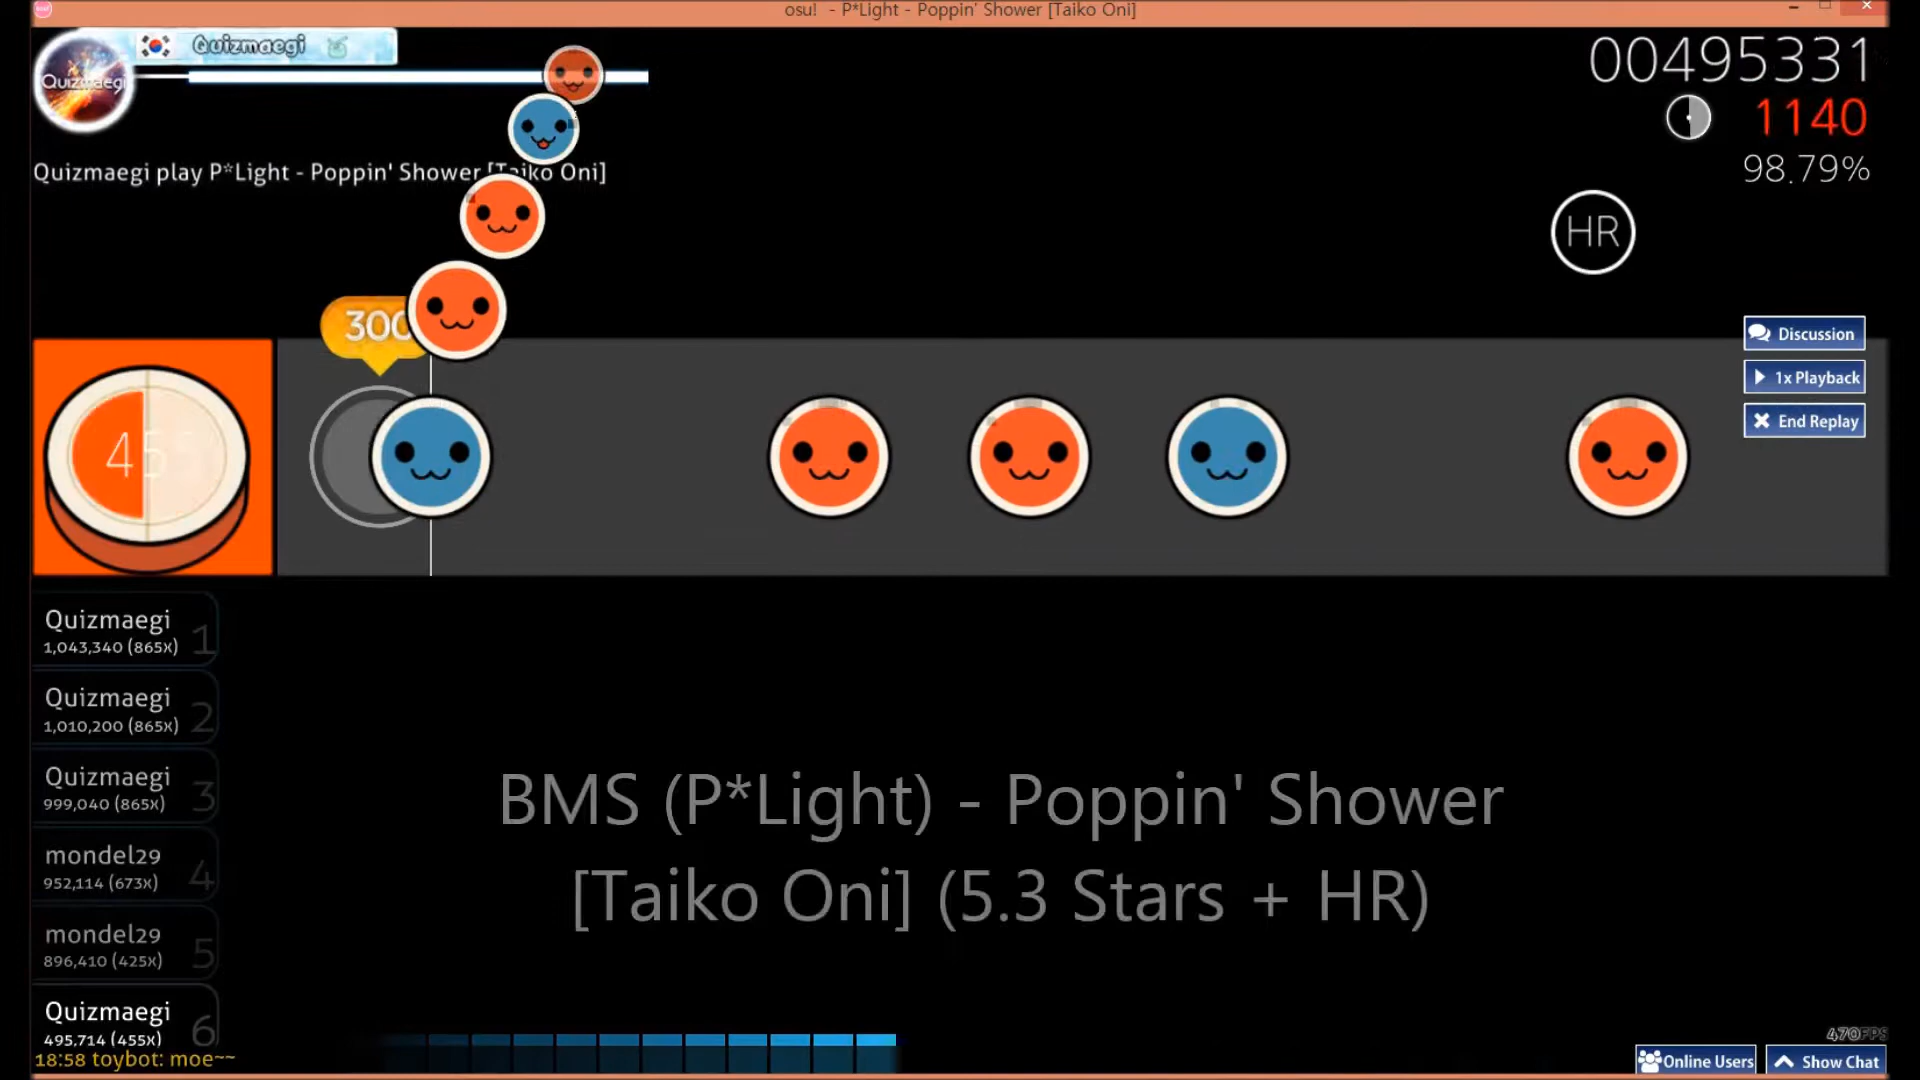 osu! - P*Light - Poppin' Shower [Taiko Oni]
Quizmaegi
Quizmaegi
00495331
1140
98.79%
Quizmaegi play P*Light - Poppin' Shower [Taiko Oni]
HR
300
Discussion
1x Playback
End Replay
45
Quizmaegi
1,043,340 (865x)
1
Quizmaegi
1,010,200 (865x)
2
Quizmaegi
999,040 (865x)
3
mondel29
952,114 (673x)
4
mondel29
896,410 (425x)
5
Quizmaegi
495,714 (455x)
6
BMS (P*Light) - Poppin' Shower
[Taiko Oni] (5.3 Stars + HR)
18:58 toybot: moe~~
470FPS
Online Users
Show Chat